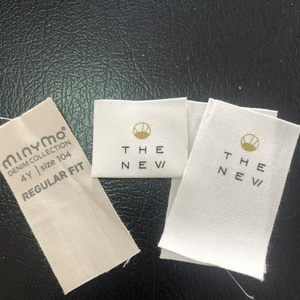 minymo®
DENIM COLLECTION
4Y | size 104
REGULAR FIT
THE
NEW
THE
NEW